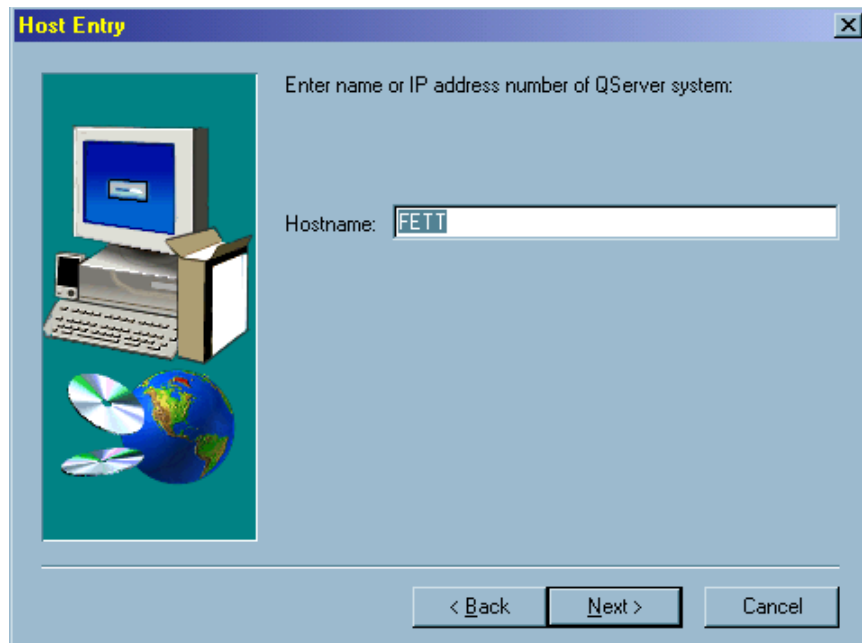 Host Entry
Enter name or IP address number of QServer system:
Hostname: FETT
< Back Next > Cancel